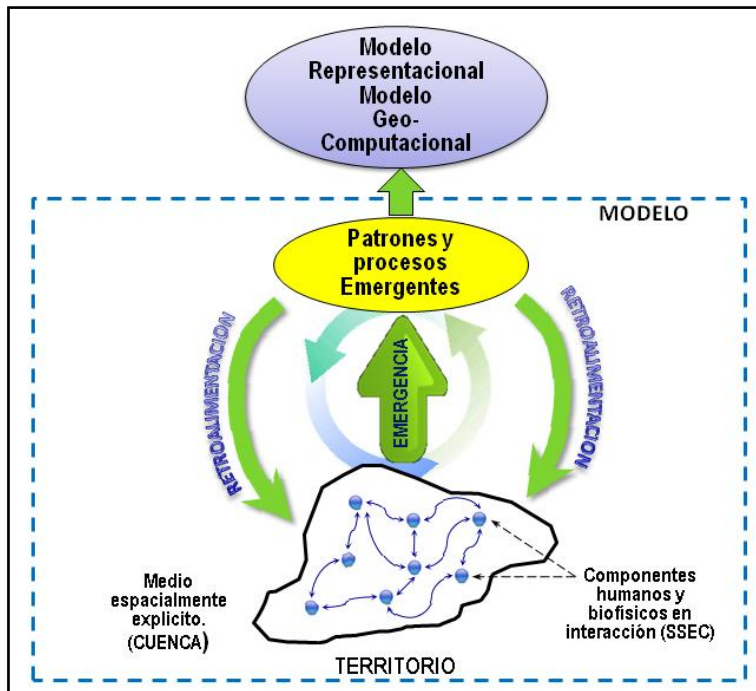 Modelo
Representacional
Modelo
Geo-
Computacional
MODELO
Patrones y
procesos
Emergentes
RETROALIMENTACION
EMERGENCIA
RETROALIMENTACION
Medio
espacialmente
explicito.
(CUENCA)
Componentes
humanos y
biofísicos en
interacción (SSEC)
TERRITORIO